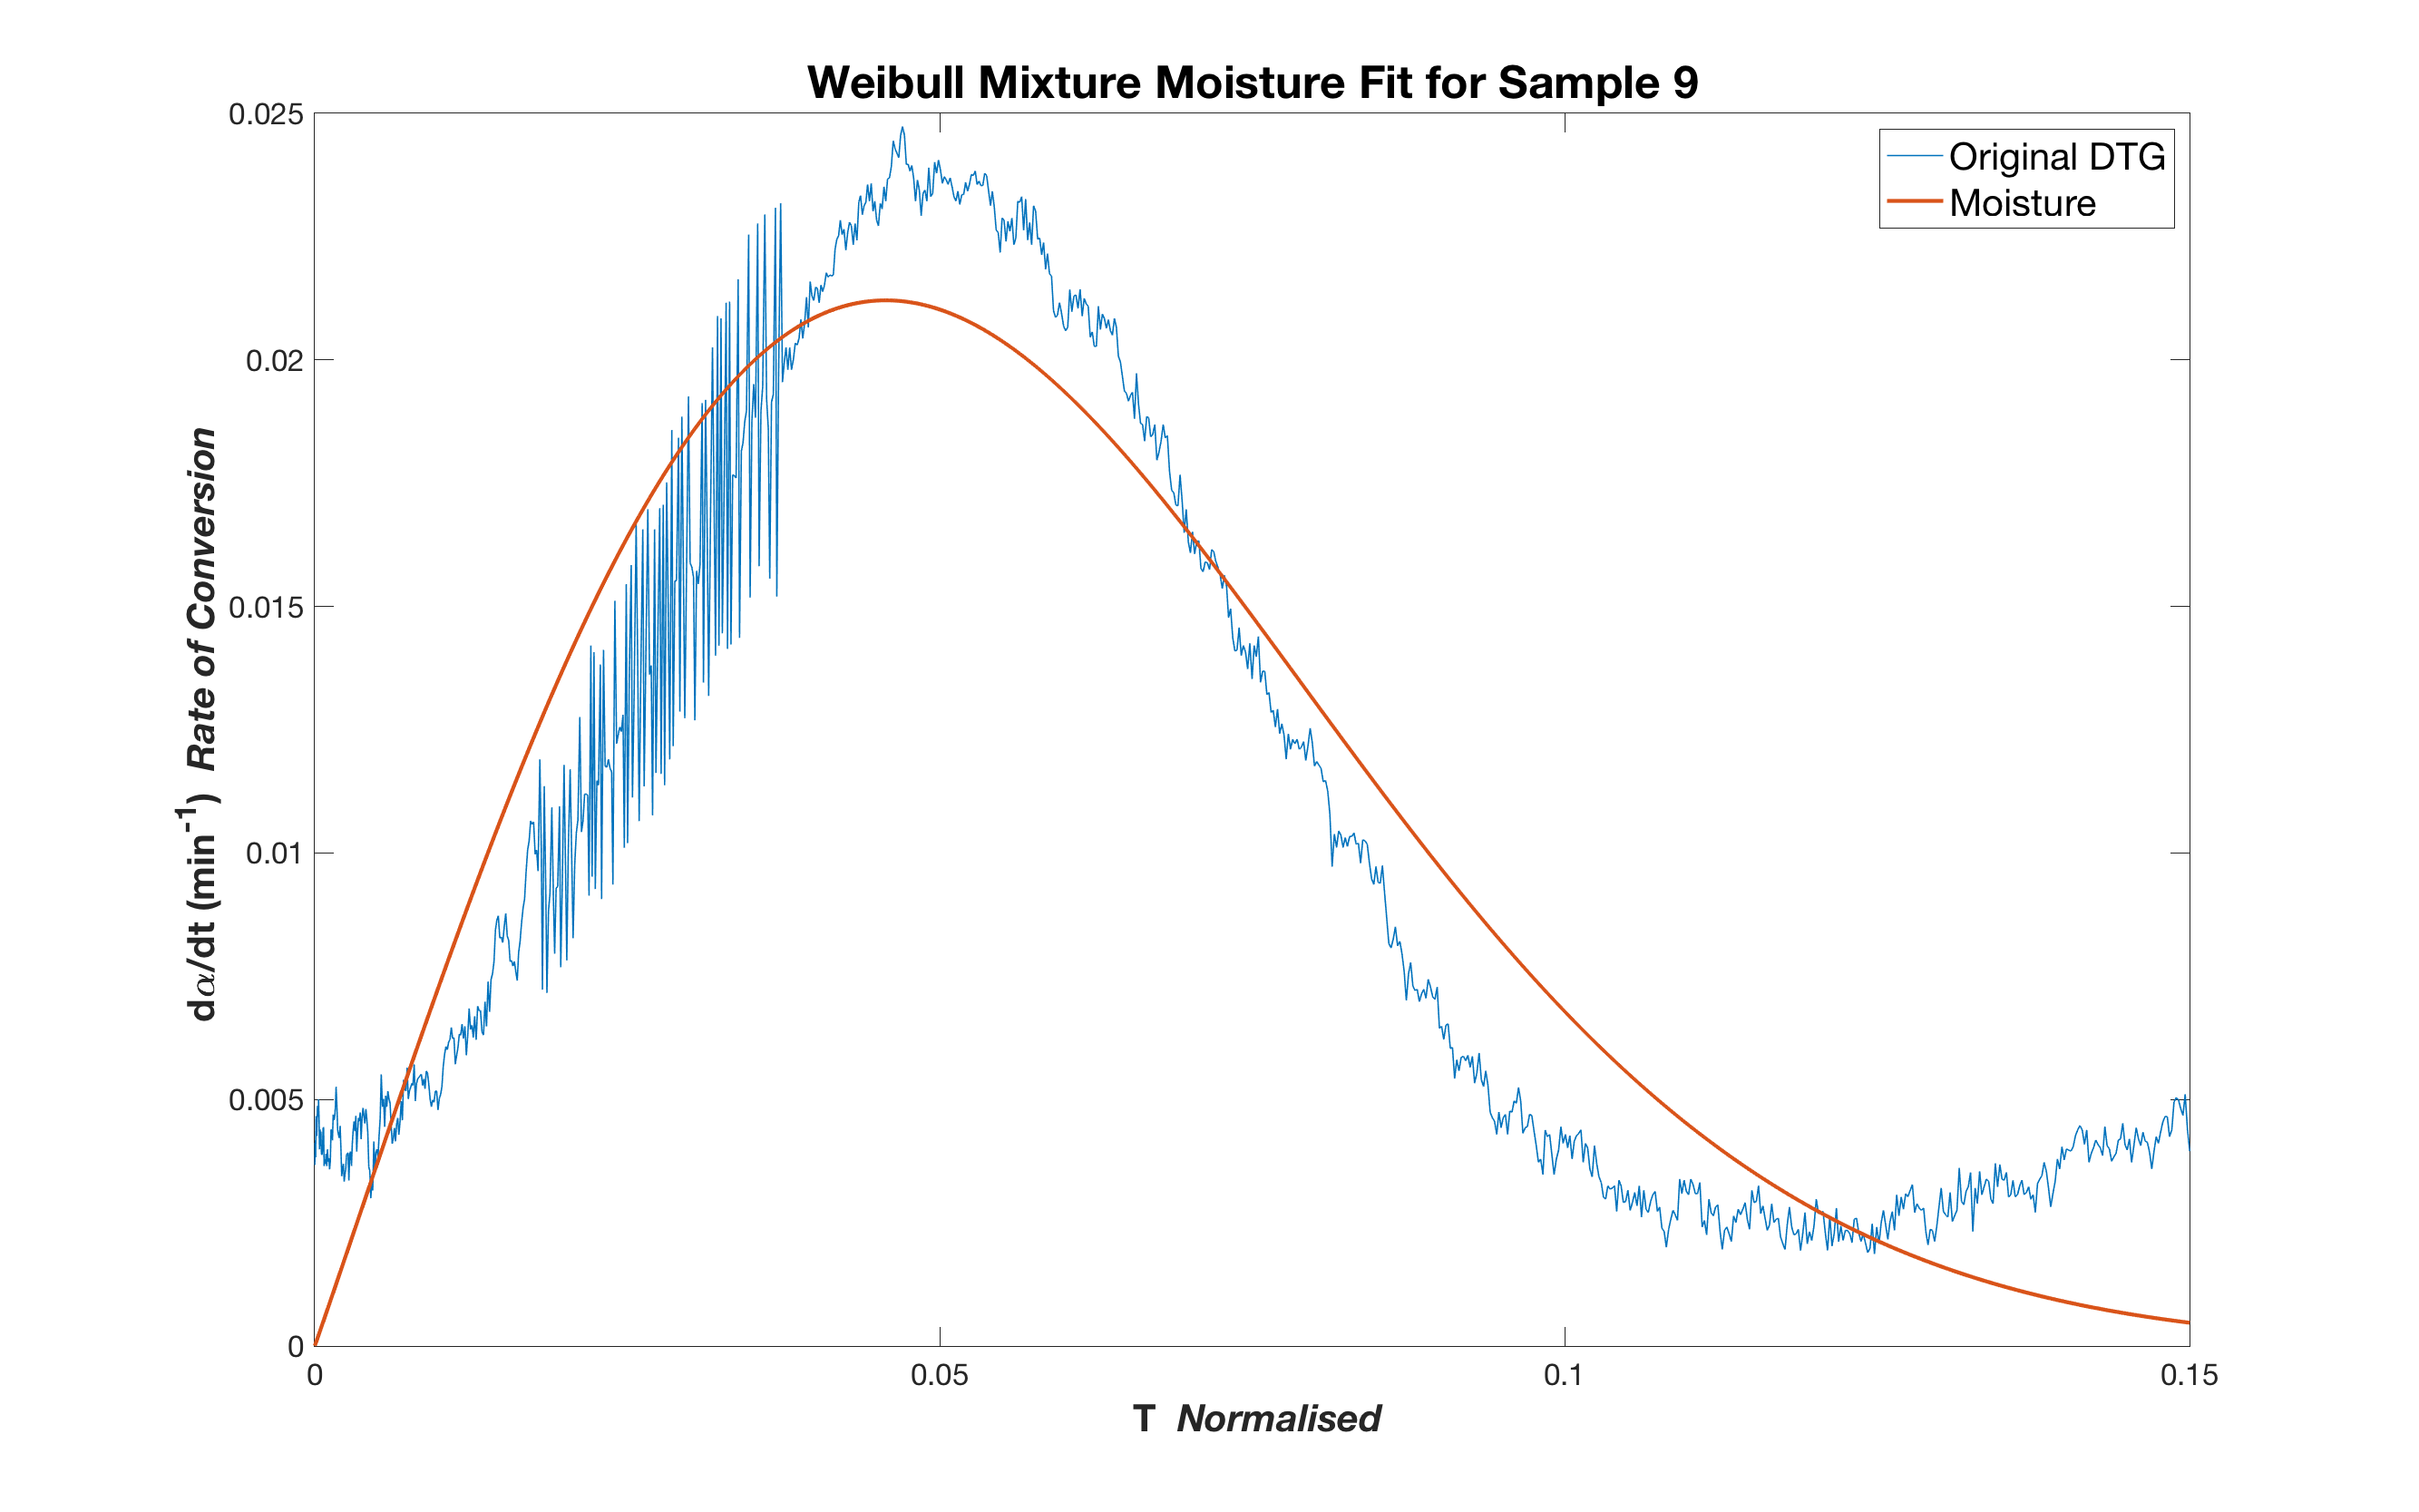 Weibull Mixture Moisture Fit for Sample 9
0.025
0.02
0.015
0.01
0.005
0
dα/dt (min⁻¹) Rate of Conversion
Original DTG
Moisture
0 0.05 0.1 0.15
T Normalised